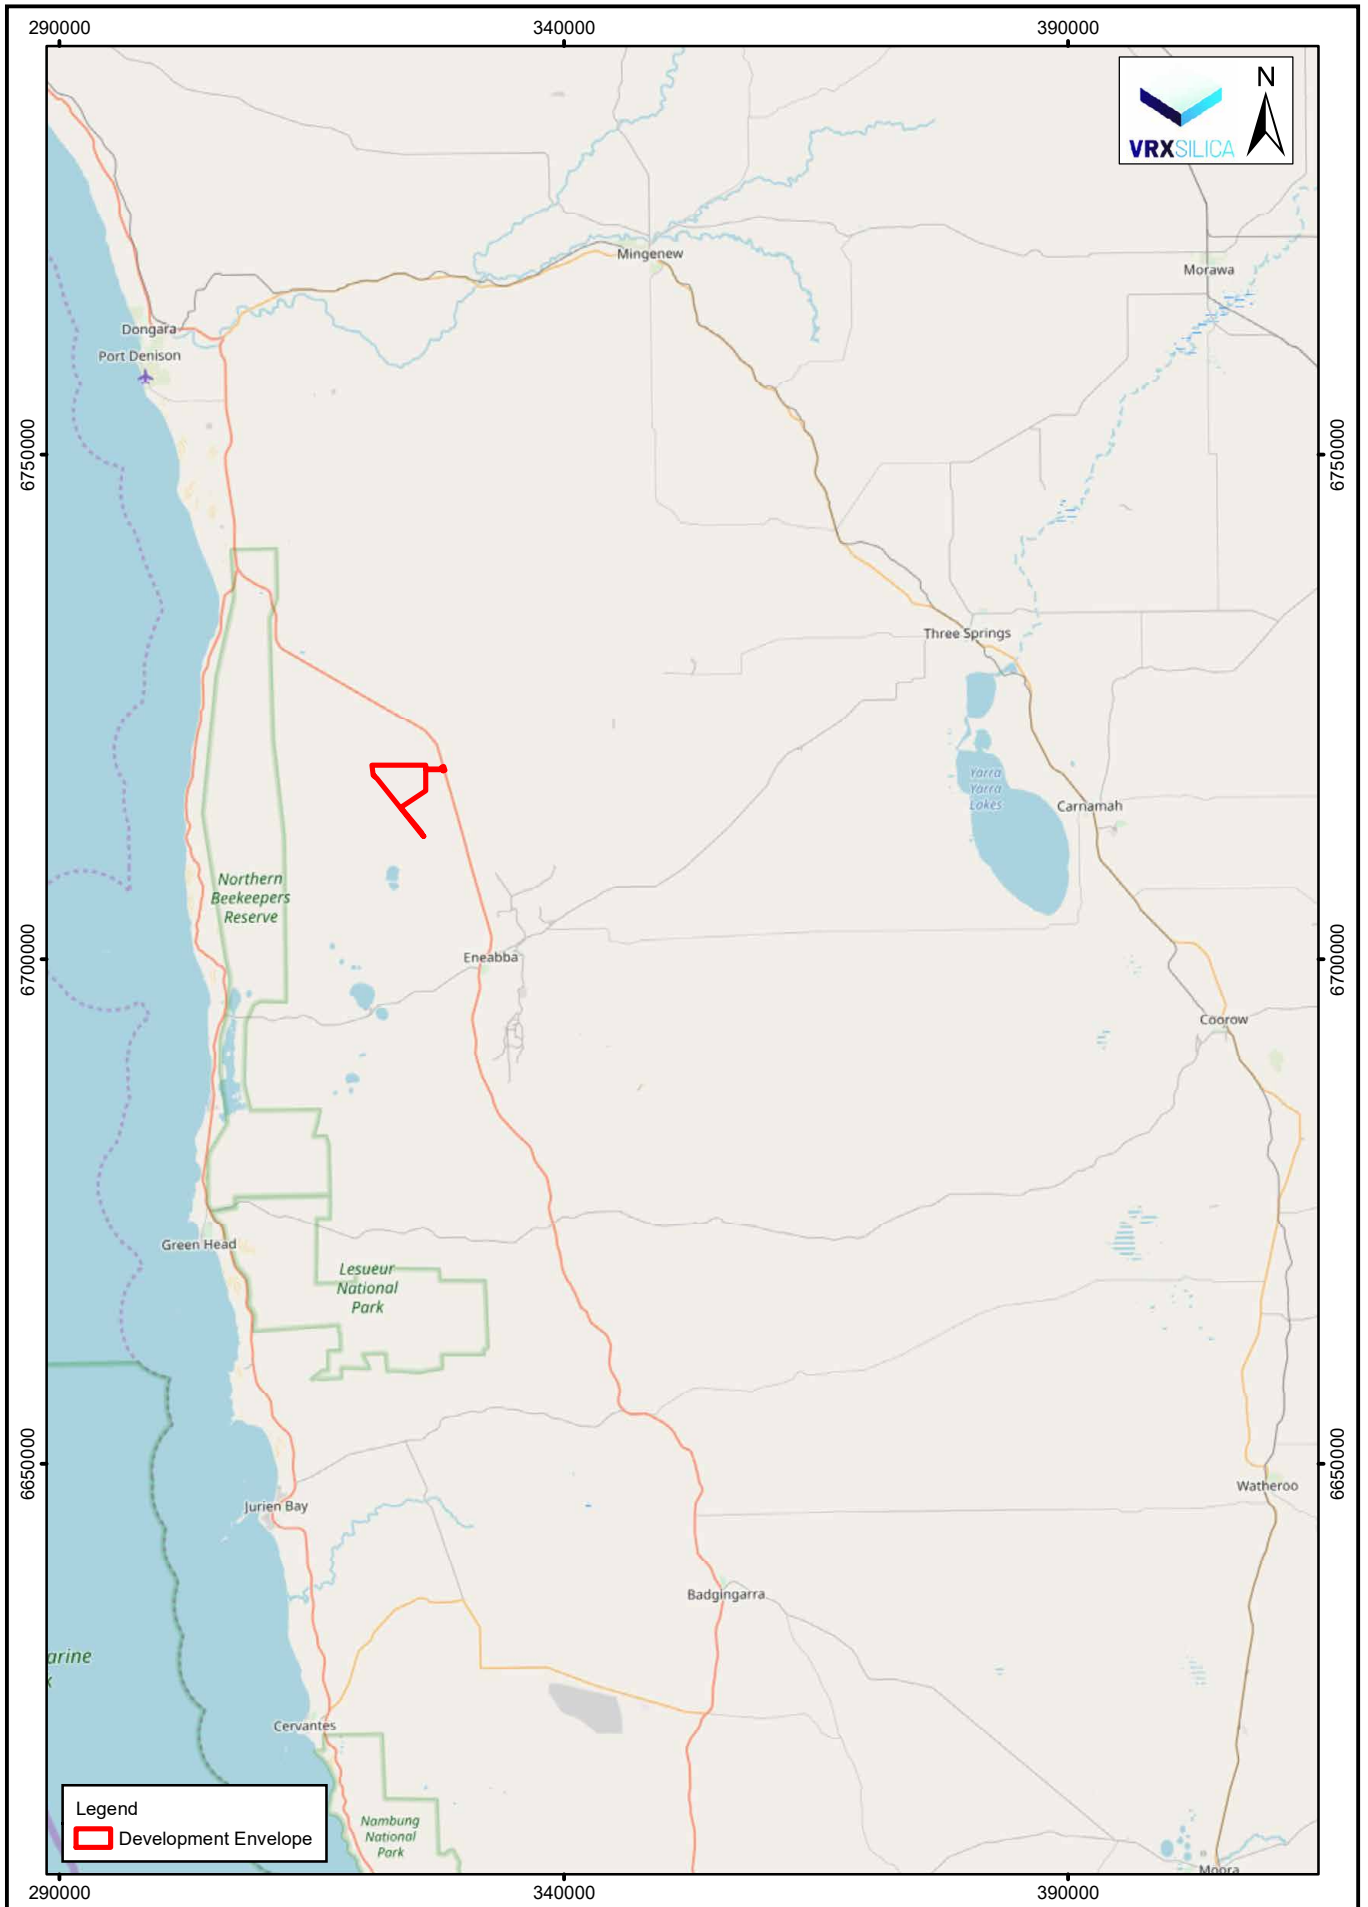 290000
340000
390000
N
VRXSILICA
Mingenew
Morawa
Dongara
Port Denison
6750000
6750000
Three Springs
Yarra
Yarra
Lakes
Carnamah
Northern
Beekeepers
Reserve
6700000
6700000
Eneabba
Coorow
Green Head
Lesueur
National
Park
6650000
6650000
Watheroo
Jurien Bay
Badgingarra
arine
k
Cervantes
Legend
Development Envelope
Nambung
National
Park
Moora
290000
340000
390000